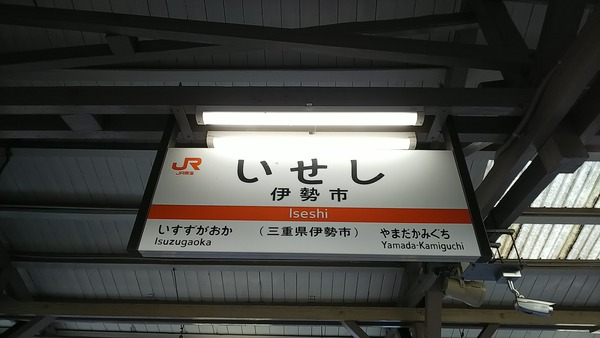 JR
JR東海
いせし
伊勢市
Iseshi
いすずがおか （三重県伊勢市） やまだかみぐち
Isuzugaoka Yamada-Kamiguchi